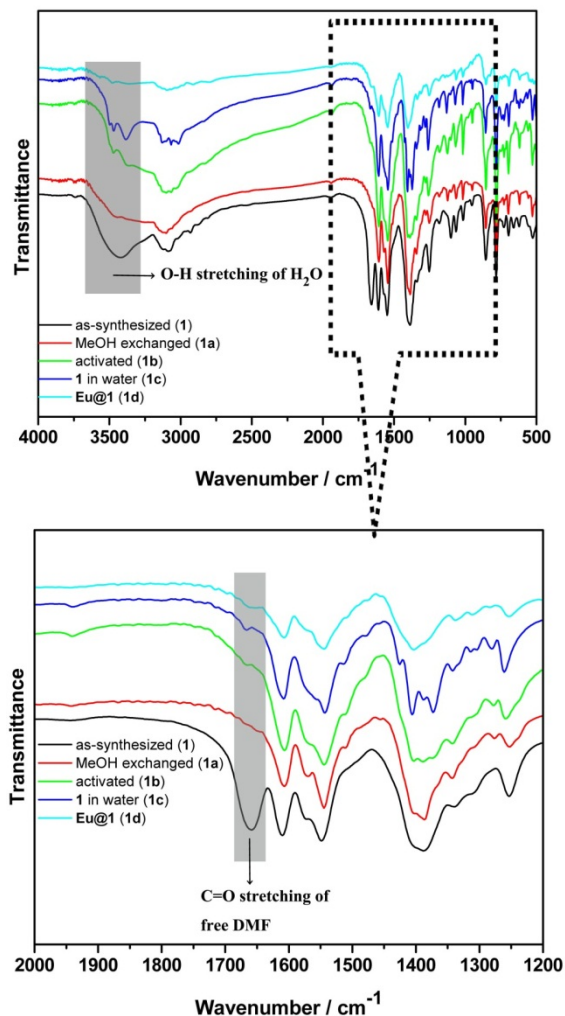 Transmittance
O-H stretching of H2O
as-synthesized (1)
MeOH exchanged (1a)
activated (1b)
1 in water (1c)
Eu@1 (1d)
4000 3500 3000 2500 2000 1500 1000 500
Wavenumber / cm-1
Transmittance
as-synthesized (1)
MeOH exchanged (1a)
activated (1b)
1 in water (1c)
Eu@1 (1d)
C=O stretching of
free DMF
2000 1900 1800 1700 1600 1500 1400 1300 1200
Wavenumber / cm-1